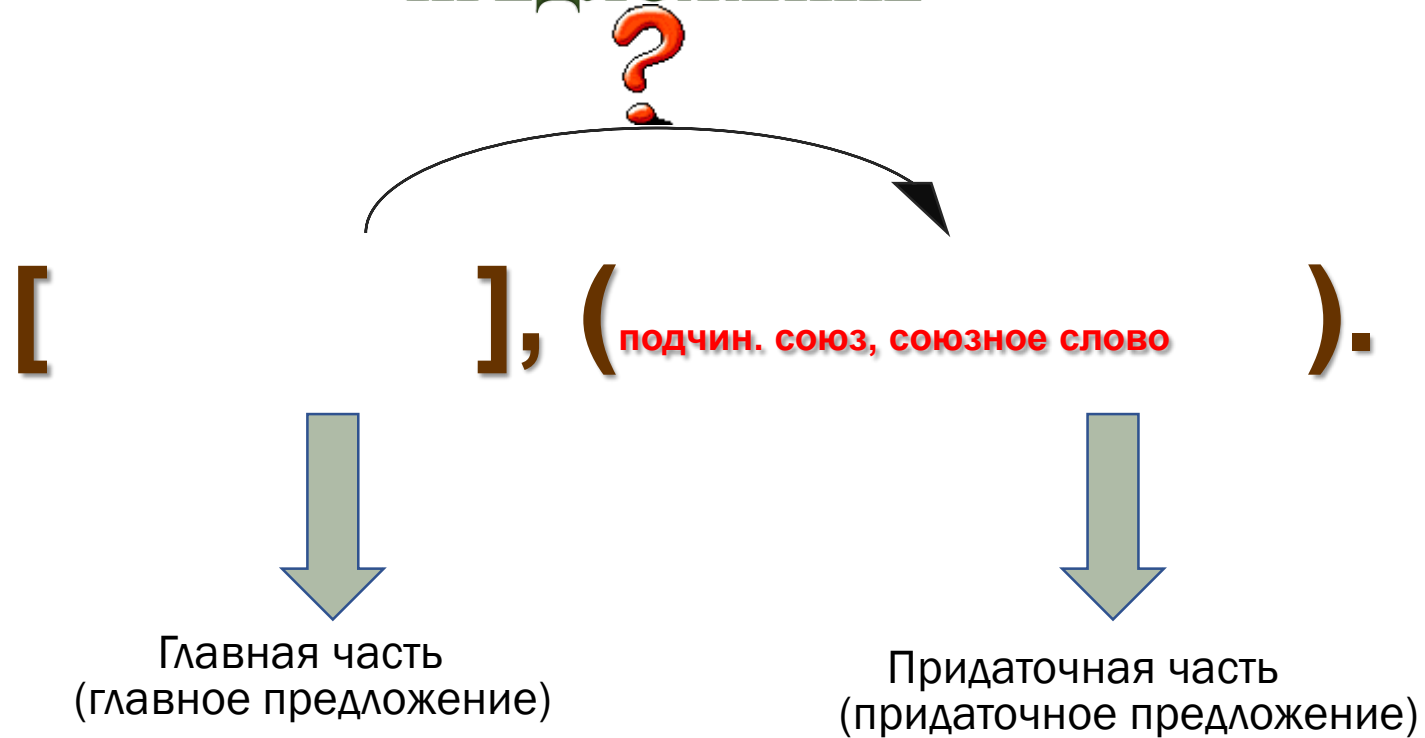 ?
[ ], (подчин. союз, союзное слово ).
Главная часть
(главное предложение)
Придаточная часть
(придаточное предложение)